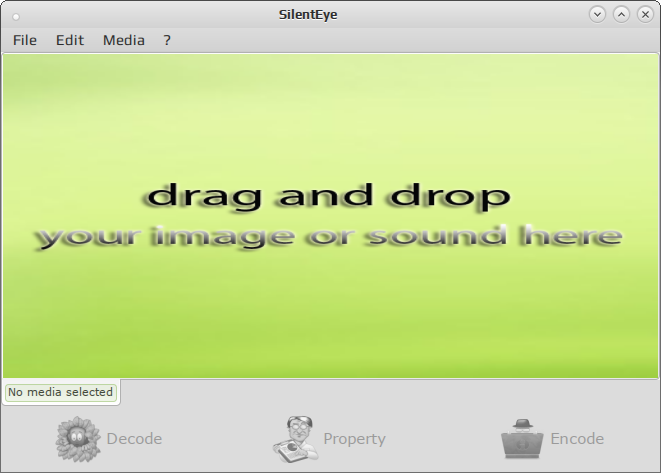 SilentEye
File Edit Media ?
drag and drop
your image or sound here
No media selected
Decode Property Encode